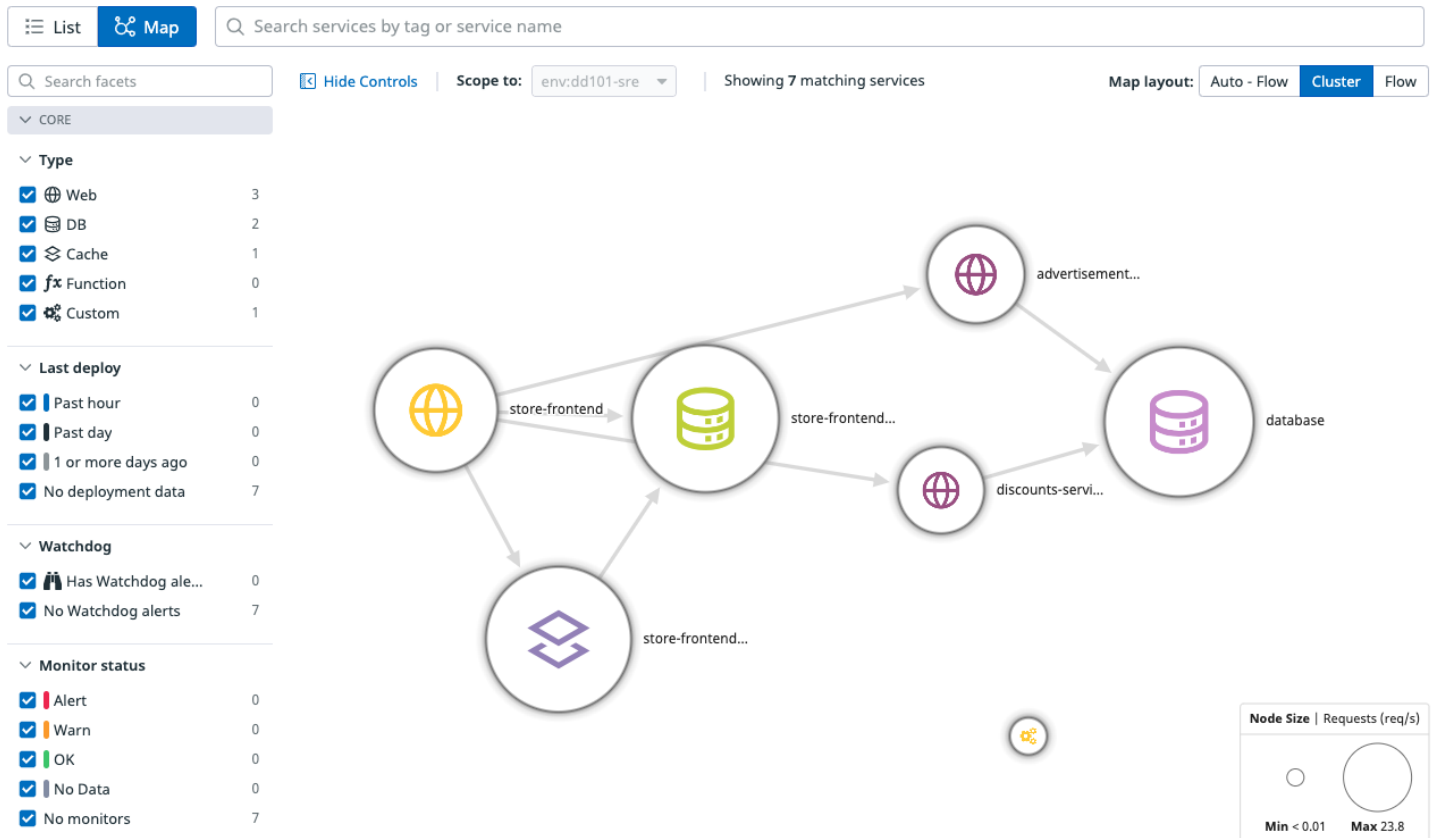 List
Map
Search services by tag or service name
Search facets
Hide Controls
Scope to:
env:dd101-sre
Showing 7 matching services
Map layout:
Auto - Flow
Cluster
Flow
CORE
Type
Web 3
DB 2
Cache 1
Function 0
Custom 1
Last deploy
Past hour 0
Past day 0
1 or more days ago 0
No deployment data 7
Watchdog
Has Watchdog ale... 0
No Watchdog alerts 7
Monitor status
Alert 0
Warn 0
OK 0
No Data 0
No monitors 7
advertisement...
store-frontend
store-frontend...
database
discounts-servi...
store-frontend...
Node Size | Requests (req/s)
Min < 0.01
Max 23.8